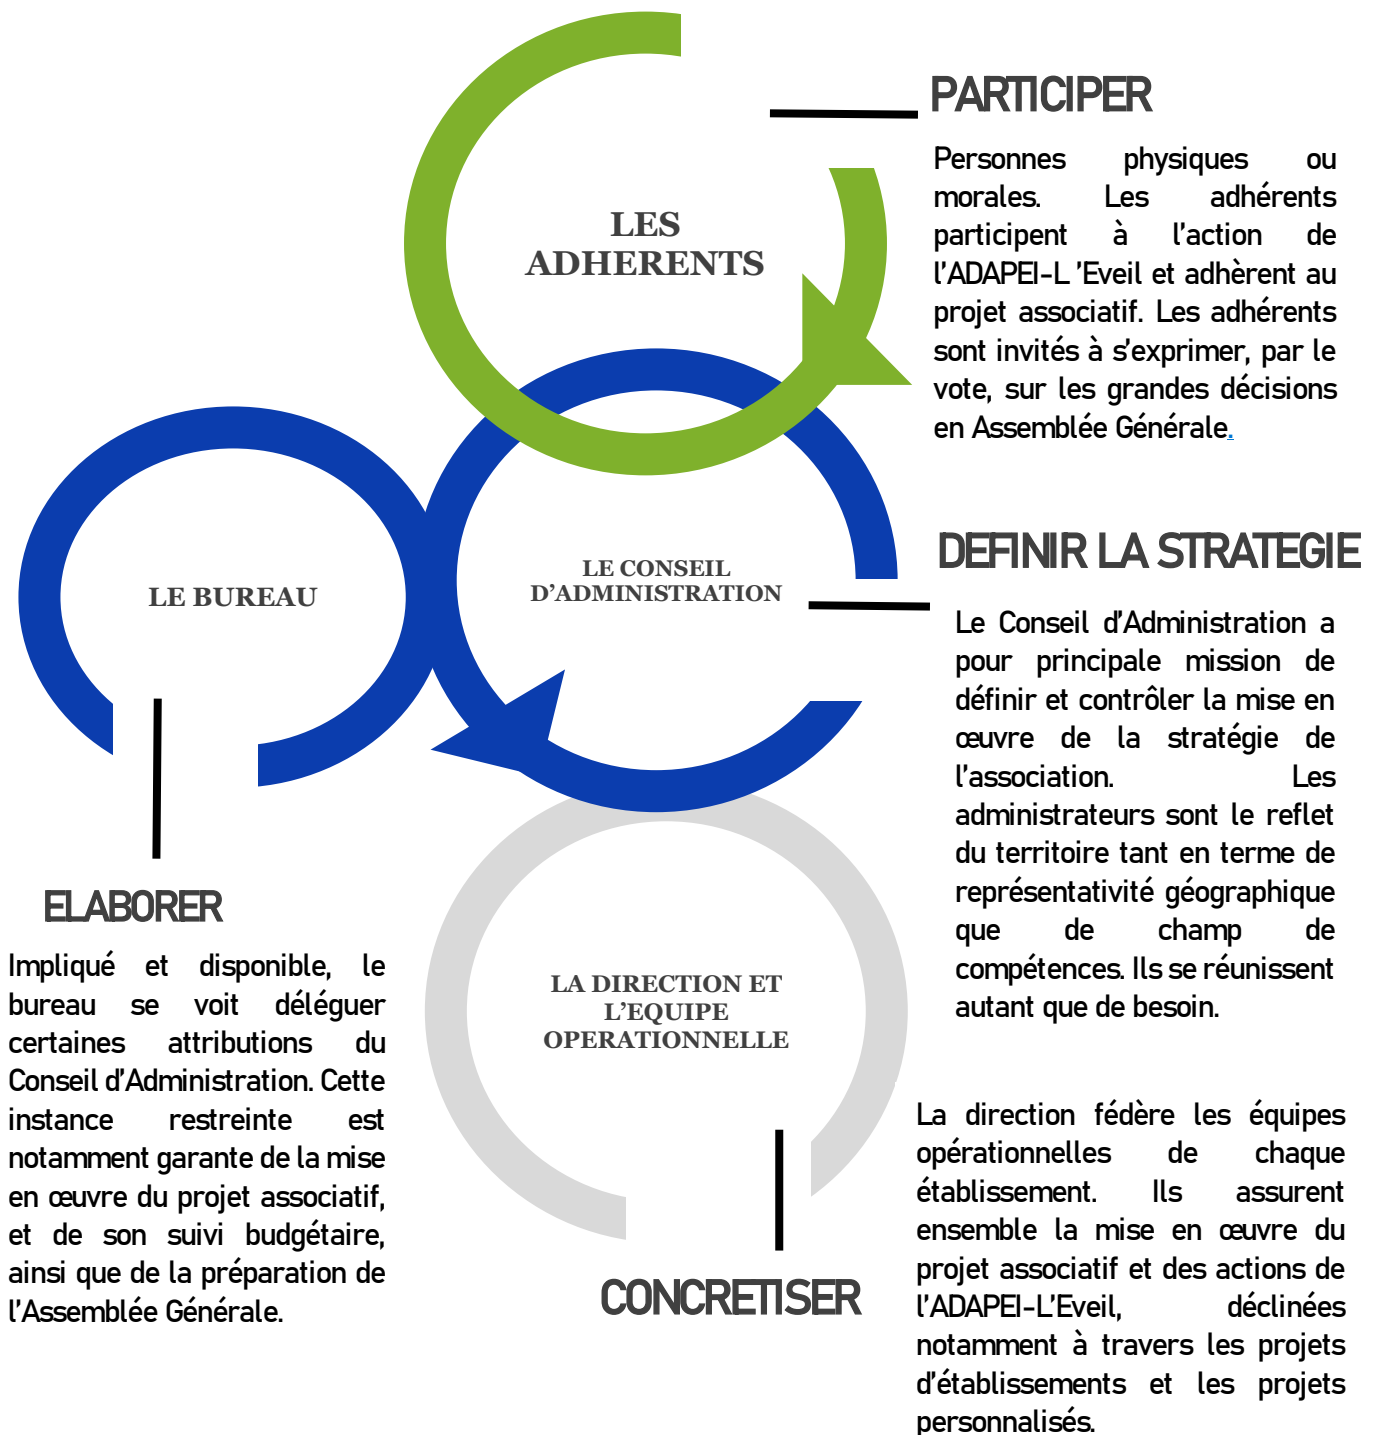 PARTICIPER
Personnes physiques ou
morales. Les adhérents
participent à l'action de
l'ADAPEI-L 'Eveil et adhèrent au
projet associatif. Les adhérents
sont invités à s'exprimer, par le
vote, sur les grandes décisions
en Assemblée Générale.
LES
ADHERENTS
DEFINIR LA STRATEGIE
Le Conseil d'Administration a
pour principale mission de
définir et contrôler la mise en
œuvre de la stratégie de
l'association. Les
administrateurs sont le reflet
du territoire tant en terme de
représentativité géographique
que de champ de
compétences. Ils se réunissent
autant que de besoin.
LE CONSEIL
D'ADMINISTRATION
LE BUREAU
ELABORER
Impliqué et disponible, le
bureau se voit déléguer
certaines attributions du
Conseil d'Administration. Cette
instance restreinte est
notamment garante de la mise
en œuvre du projet associatif,
et de son suivi budgétaire,
ainsi que de la préparation de
l'Assemblée Générale.
LA DIRECTION ET
L'EQUIPE
OPERATIONNELLE
CONCRETISER
La direction fédère les équipes
opérationnelles de chaque
établissement. Ils assurent
ensemble la mise en œuvre du
projet associatif et des actions de
l'ADAPEI-L'Eveil, déclinées
notamment à travers les projets
d'établissements et les projets
personnalisés.